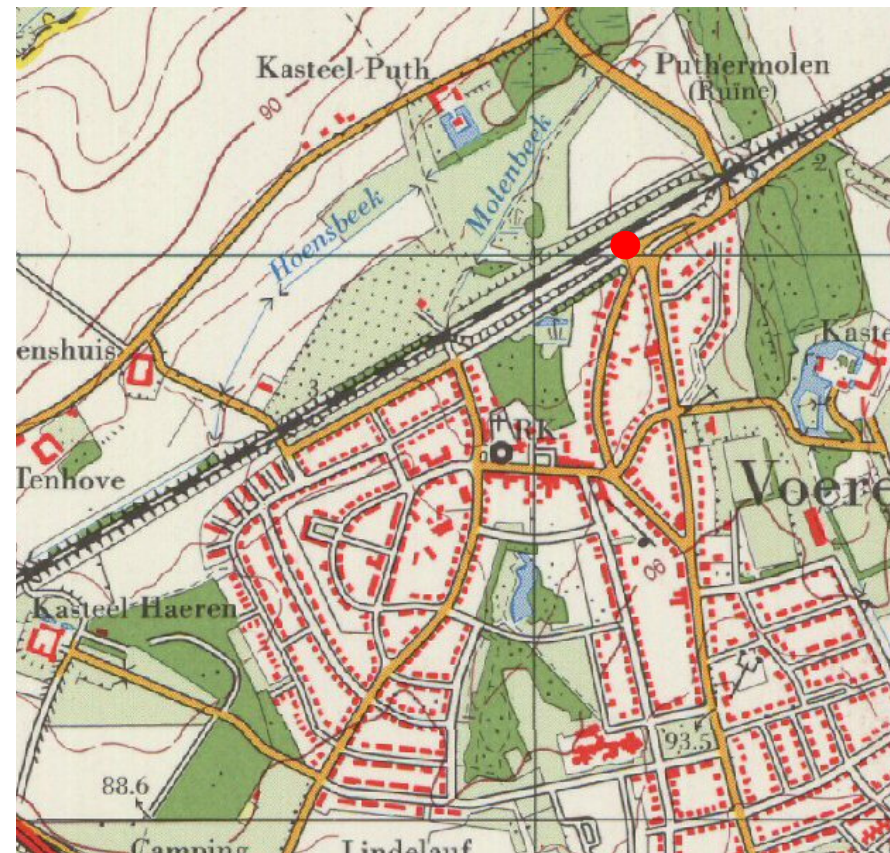 Kasteel Puth
Puthermolen
(Ruïne)
90
Molenbeek
Hoensbeek
2
Kaste
enshuis
3
RK
Tenhove
Voere
90
Kasteel Haeren
93.5
88.6
Camping
Lindelauf